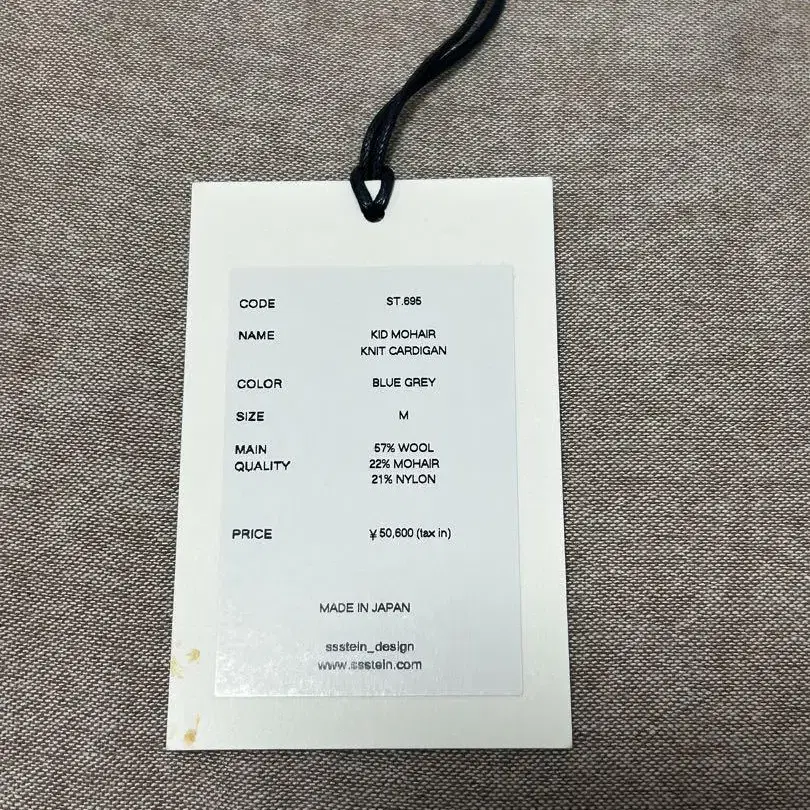 CODE ST.695
NAME KID MOHAIR
KNIT CARDIGAN
COLOR BLUE GREY
SIZE M
MAIN 57% WOOL
QUALITY 22% MOHAIR
21% NYLON
PRICE ¥50,600 (tax in)
MADE IN JAPAN
ssstein_design
www.ssstein.com